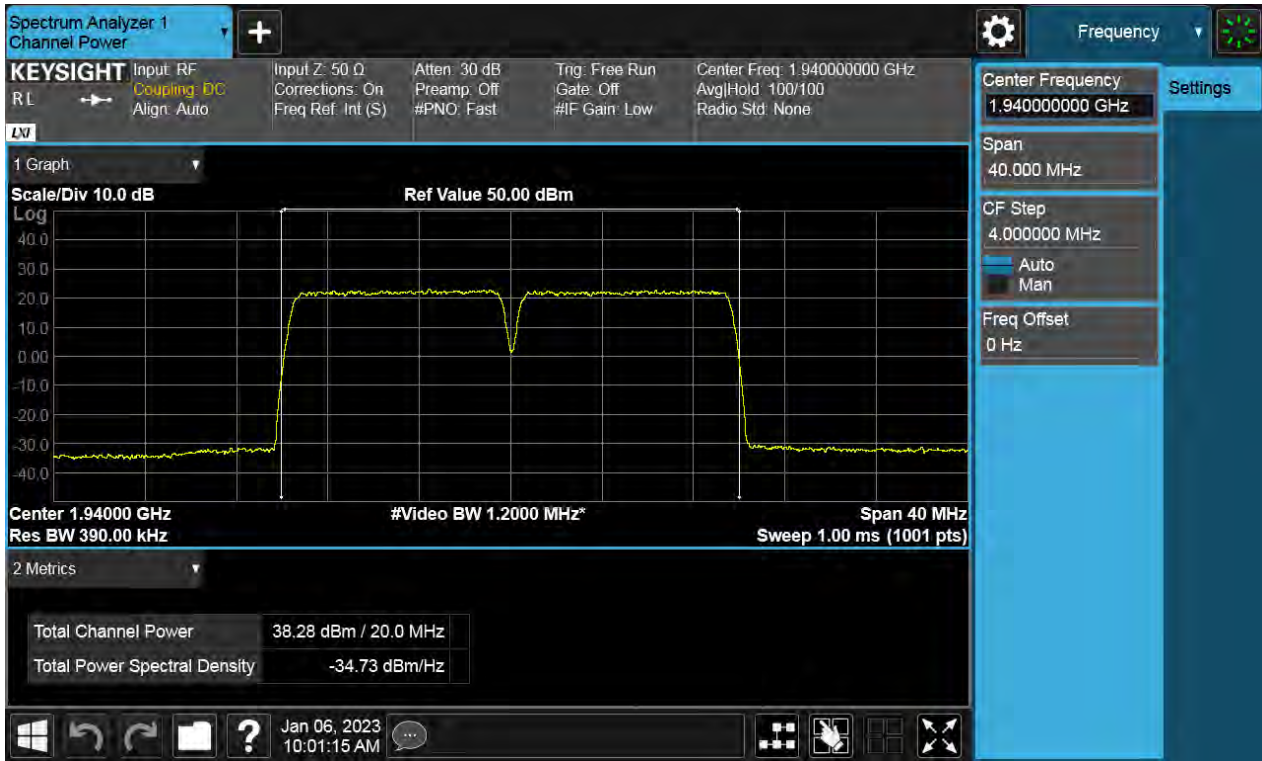 Spectrum Analyzer 1
Channel Power
Frequency
KEYSIGHT
R L
LXI
Input: RF
Coupling: DC
Align: Auto
Input Z: 50 Ω
Corrections: On
Freq Ref: Int (S)
Atten: 30 dB
Preamp: Off
#PNO: Fast
Trig: Free Run
Gate: Off
#IF Gain: Low
Center Freq: 1.940000000 GHz
Avg|Hold: 100/100
Radio Std: None
Center Frequency
1.940000000 GHz
Settings
Span
40.000 MHz
CF Step
4.000000 MHz
Auto
Man
Freq Offset
0 Hz
1 Graph
Scale/Div 10.0 dB
Ref Value 50.00 dBm
Log
40.0
30.0
20.0
10.0
0.00
-10.0
-20.0
-30.0
-40.0
Center 1.94000 GHz
#Video BW 1.2000 MHz*
Span 40 MHz
Res BW 390.00 kHz
Sweep 1.00 ms (1001 pts)
2 Metrics
Total Channel Power 38.28 dBm / 20.0 MHz
Total Power Spectral Density -34.73 dBm/Hz
?
Jan 06, 2023
10:01:15 AM